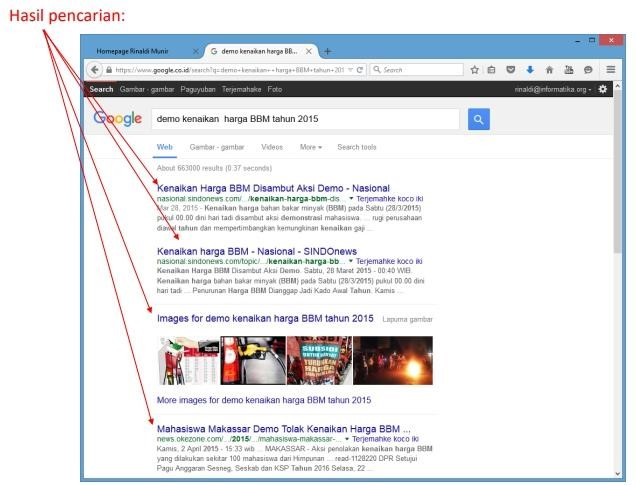 Hasil pencarian:
Homepage Rinaldi Munir
G demo kenaikan harga BB...
https://www.google.co.id/search?q=demo+kenaikan++harga+BBM+tahun+201
Search
Search Gambar - gambar Paguyuban Terjemahake Foto
rinaldi@informatika.org
Google
demo kenaikan harga BBM tahun 2015
Web Gambar - gambar Videos More Search tools
About 663000 results (0.37 seconds)
Kenaikan Harga BBM Disambut Aksi Demo - Nasional
nasional.sindonews.com/.../kenaikan-harga-bbm-dis... Terjemahke koco iki
Mar 28, 2015 - Kenaikan harga bahan bakar minyak (BBM) pada Sabtu (28/3/2015)
pukul 00.00 dini hari tadi disambut aksi demonstrasi mahasiswa. ... rugi perusahaan
diawal tahun dan mempertimbangkan kemungkinan kenaikan gaji ...
Kenaikan harga BBM - Nasional - SINDOnews
nasional.sindonews.com/topic/.../kenaikan-harga-bb... Terjemahke koco iki
Kenaikan Harga BBM Disambut Aksi Demo. Sabtu, 28 Maret 2015 - 00:40 WIB.
Kenaikan harga bahan bakar minyak (BBM) pada Sabtu (28/3/2015) pukul 00.00 dini
hari tadi ... Penurunan Harga BBM Dianggap Jadi Kado Awal Tahun. Kamis ...
Images for demo kenaikan harga BBM tahun 2015 Lapuma gambar
SUBSIDI
HARGA
More images for demo kenaikan harga BBM tahun 2015
Mahasiswa Makassar Demo Tolak Kenaikan Harga BBM ...
news.okezone.com/.../2015/.../mahasiswa-makassar-... Terjemahke koco iki
Kamis, 2 April 2015 - 15:33 wib ... MAKASSAR - Aksi penolakan kenaikan harga BBM
yang dilakukan sekitar 100 mahasiswa dari Himpunan ... read-1128220 DPR Setujui
Pagu Anggaran Sesneg, Seskab dan KSP Tahun 2016 Selasa, 22 ...